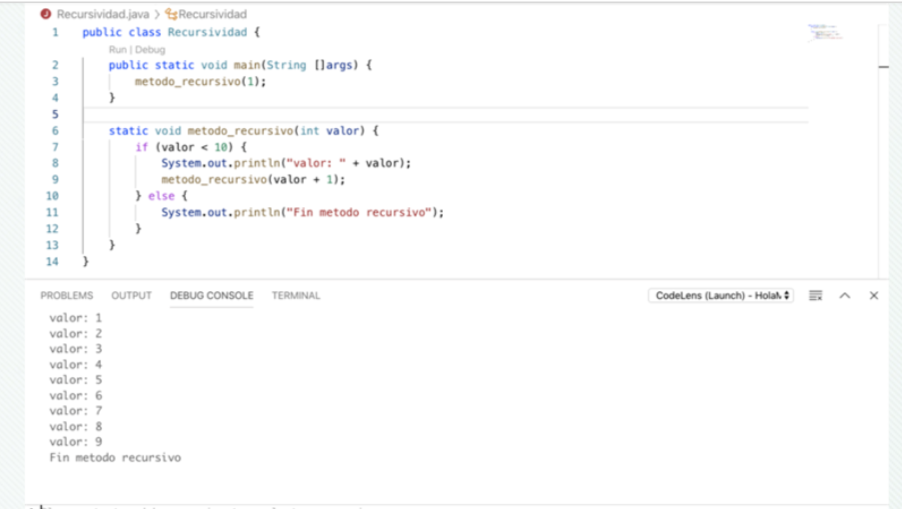 Recursividad.java > Recursividad
1 public class Recursividad {
Run | Debug
2 public static void main(String []args) {
3 metodo_recursivo(1);
4 }
5
6 static void metodo_recursivo(int valor) {
7 if (valor < 10) {
8 System.out.println("valor: " + valor);
9 metodo_recursivo(valor + 1);
10 } else {
11 System.out.println("Fin metodo recursivo");
12 }
13 }
14 }
PROBLEMS OUTPUT DEBUG CONSOLE TERMINAL CodeLens (Launch) -
valor: 1
valor: 2
valor: 3
valor: 4
valor: 5
valor: 6
valor: 7
valor: 8
valor: 9
Fin metodo recursivo